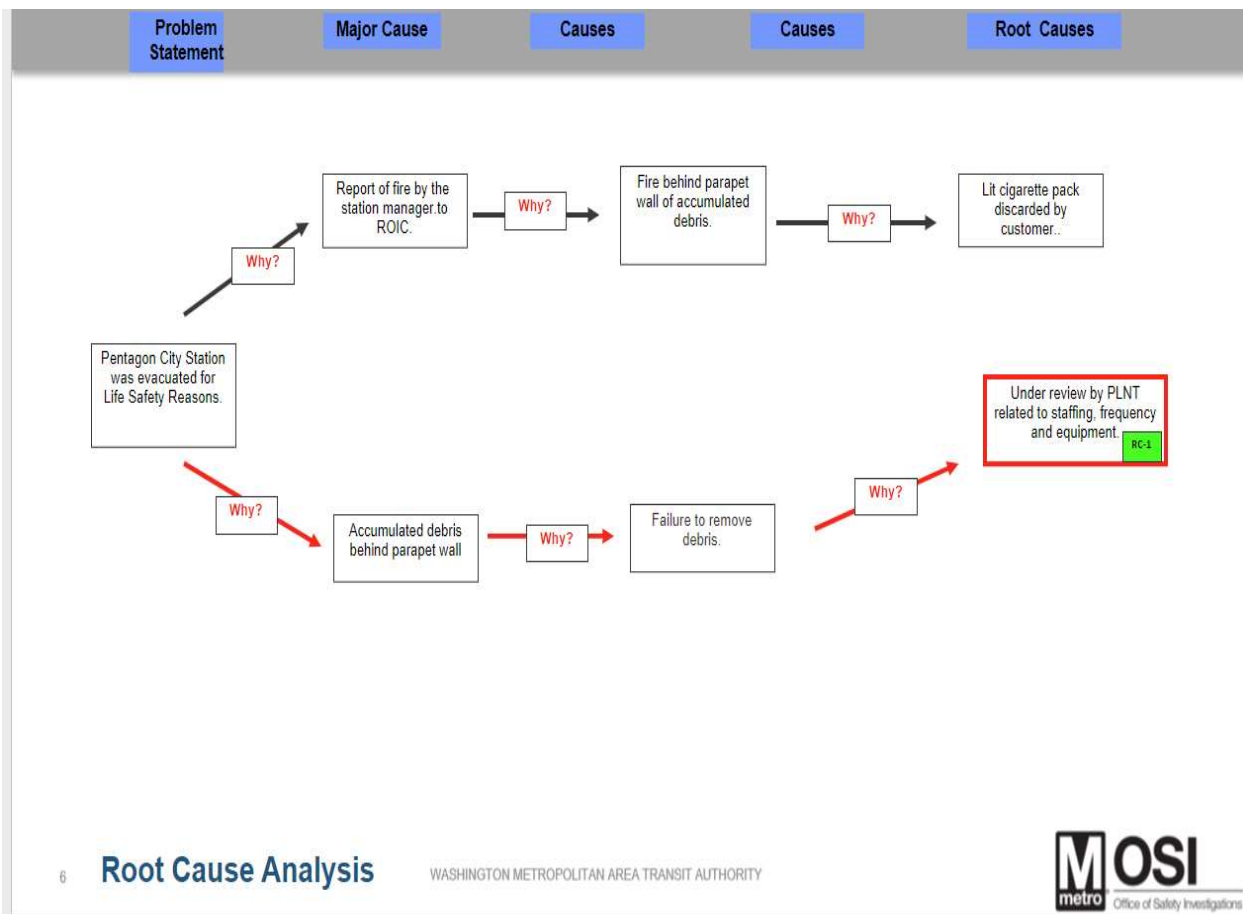 Problem
Statement
Major Cause
Causes
Causes
Root Causes
Report of fire by the
station manager.to
ROIC.
Why?
Fire behind parapet
wall of accumulated
debris.
Why?
Lit cigarette pack
discarded by
customer..
Why?
Pentagon City Station
was evacuated for
Life Safety Reasons.
Under review by PLNT
related to staffing, frequency
and equipment.
RC-1
Why?
Why?
Accumulated debris
behind parapet wall
Why?
Failure to remove
debris.
6
Root Cause Analysis
WASHINGTON METROPOLITAN AREA TRANSIT AUTHORITY
M
metro
OSI
Office of Safety Investigations